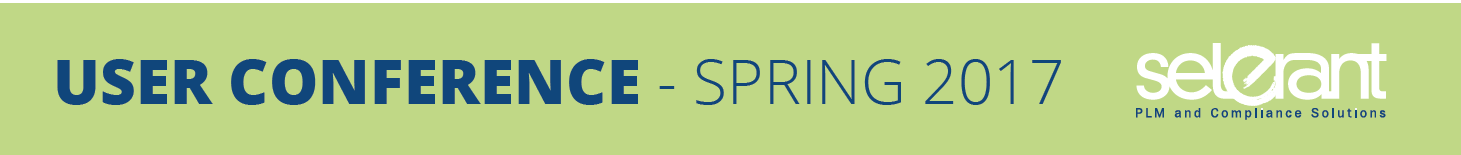 USER CONFERENCE - SPRING 2017
selerant
PLM and Compliance Solutions